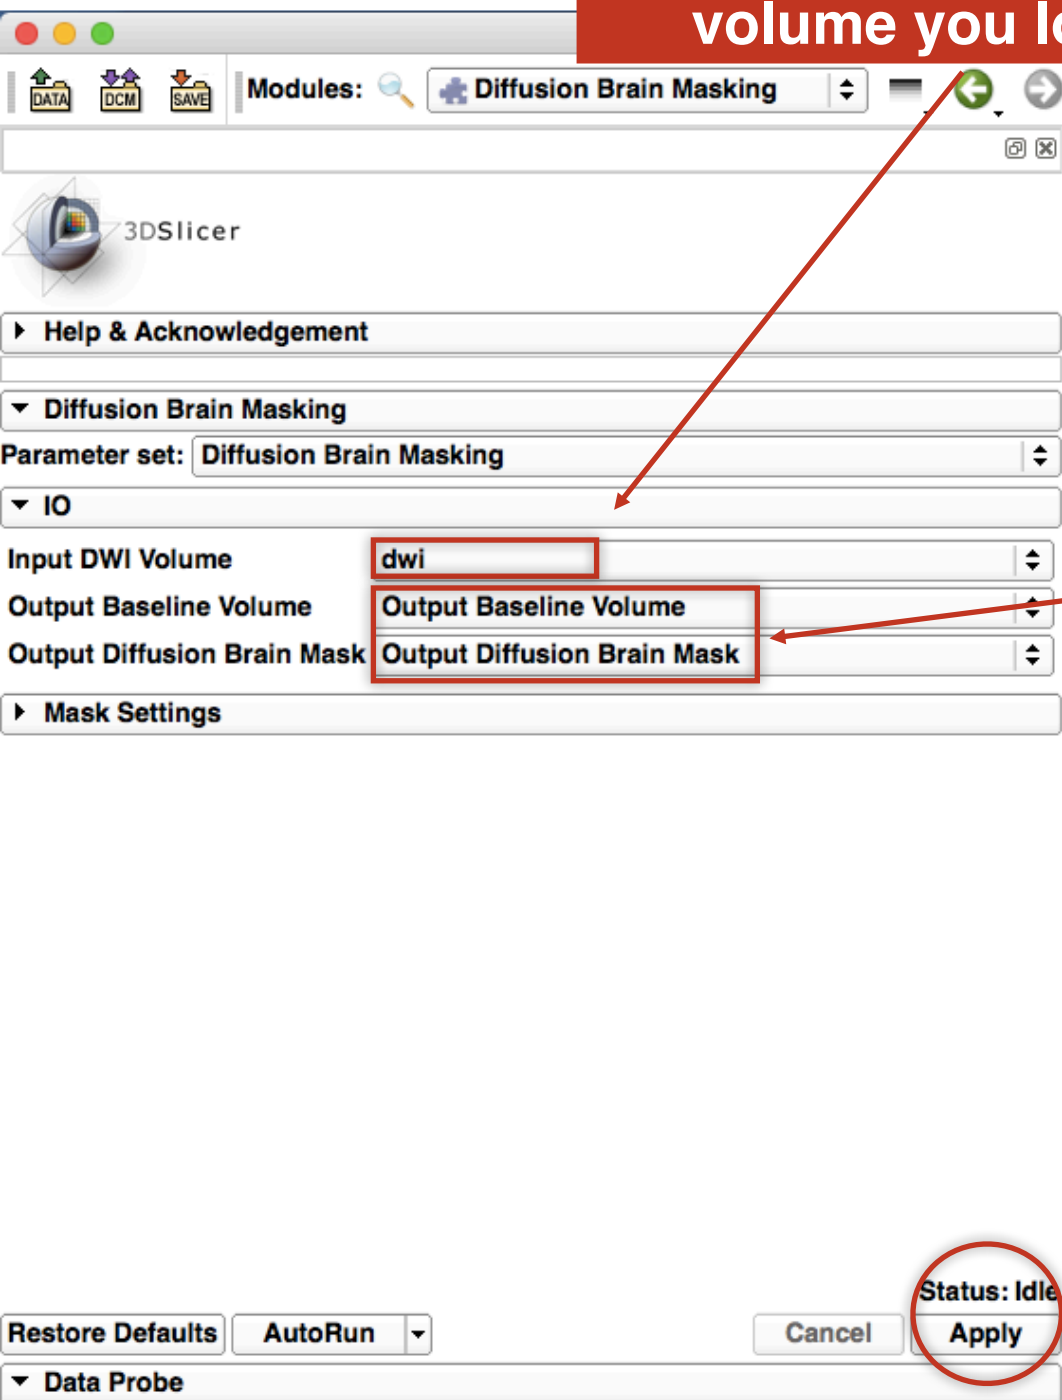 volume you
DATA DCM SAVE Modules: Diffusion Brain Masking
3DSlicer
Help & Acknowledgement
Diffusion Brain Masking
Parameter set: Diffusion Brain Masking
IO
Input DWI Volume dwi
Output Baseline Volume Output Baseline Volume
Output Diffusion Brain Mask Output Diffusion Brain Mask
Mask Settings
Status: Idle
Restore Defaults AutoRun Cancel Apply
Data Probe